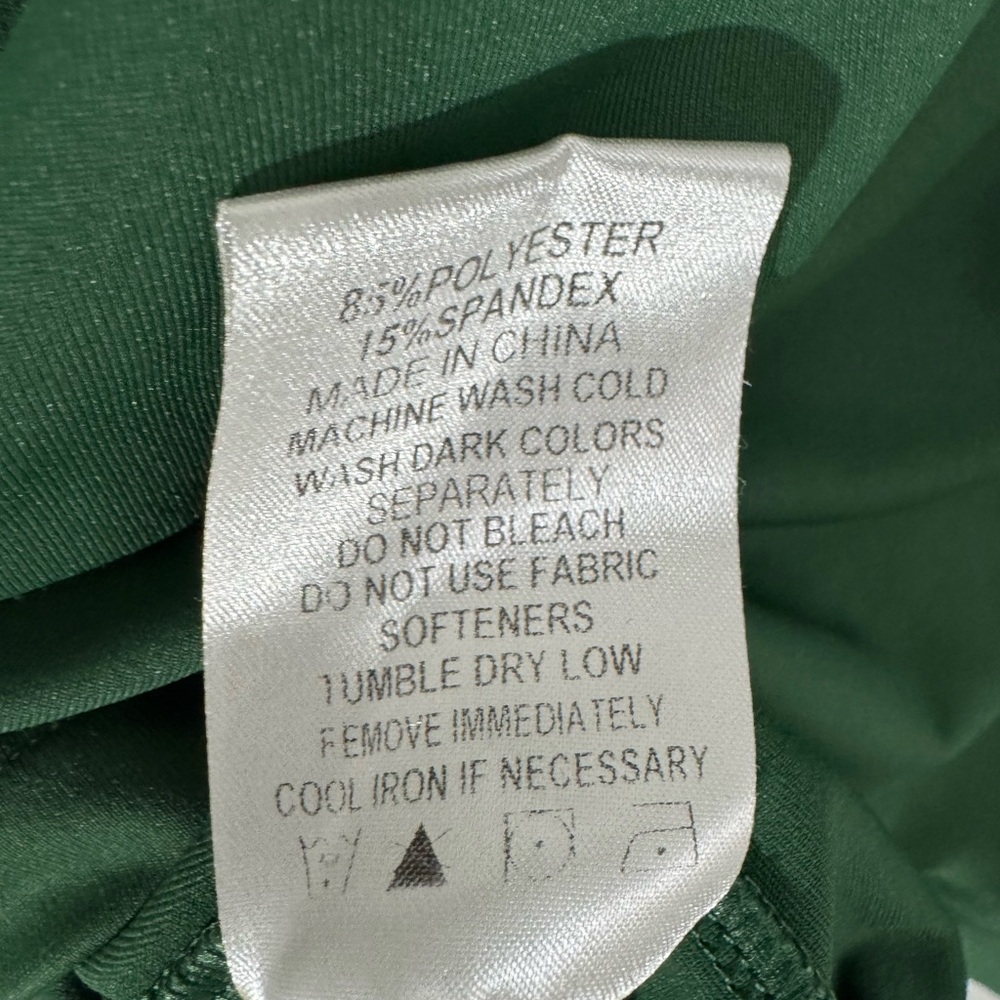 85%POLYESTER
15%SPANDEX
MADE IN CHINA
MACHINE WASH COLD
WASH DARK COLORS
SEPARATELY
DO NOT BLEACH
DO NOT USE FABRIC
SOFTENERS
TUMBLE DRY LOW
REMOVE IMMEDIATELY
COOL IRON IF NECESSARY